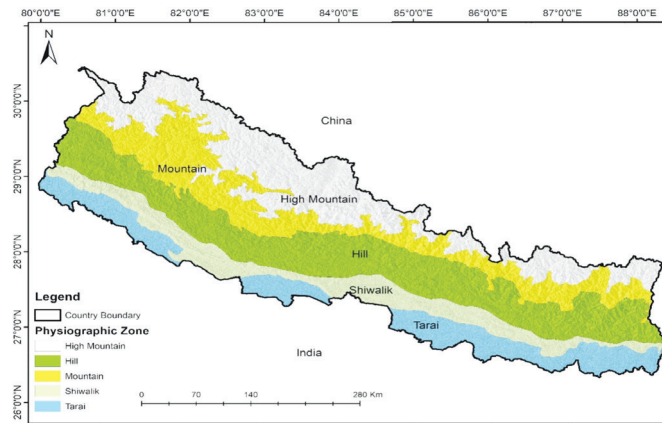 80°0'0"E 81°0'0"E 82°0'0"E 83°0'0"E 84°0'0"E 85°0'0"E 86°0'0"E 87°0'0"E 88°0'0"E
N
30°0'0"N
29°0'0"N
28°0'0"N
27°0'0"N
26°0'0"N
China
Mountain
High Mountain
Hill
Shiwalik
Tarai
India
Legend
Country Boundary
Physiographic Zone
High Mountain
Hill
Mountain
Shiwalik
Tarai
0 70 140 280 Km